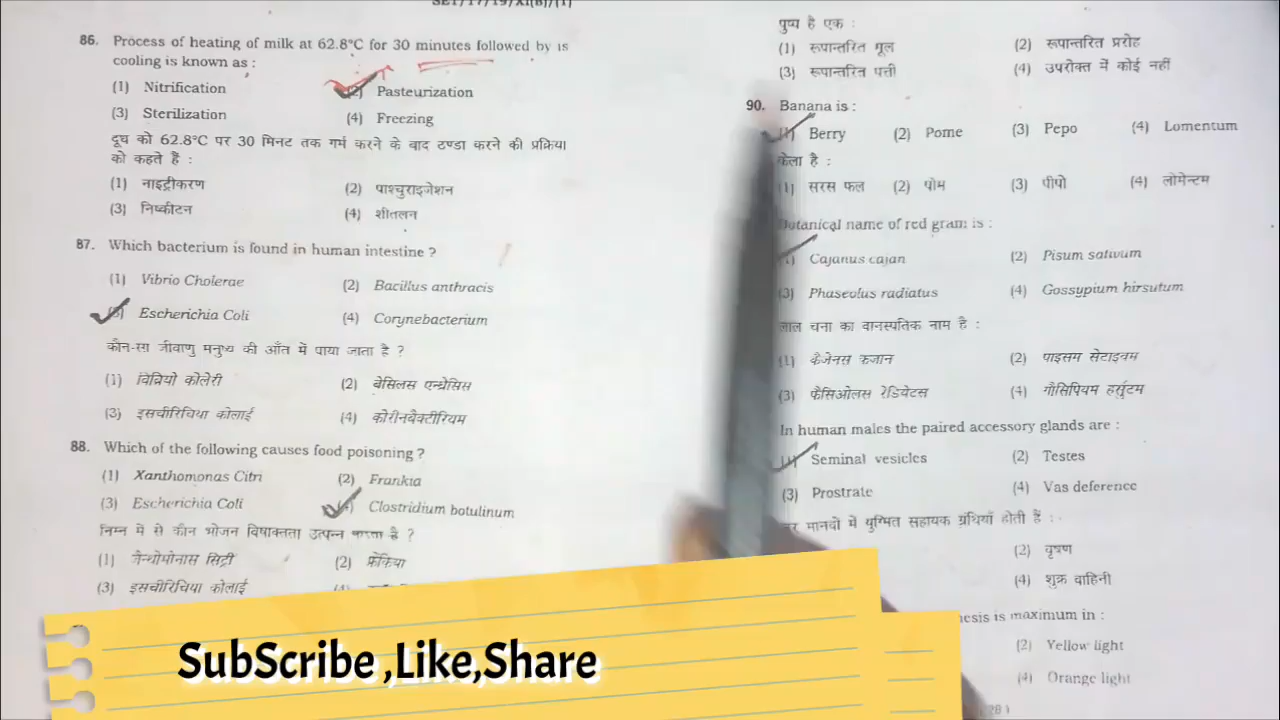 SET/17/19/XI(B)/(1)
86. Process of heating of milk at 62.8°C for 30 minutes followed by is
cooling is known as :
(1) Nitrification
(2) Pasteurization
(3) Sterilization
(4) Freezing
दूध को 62.8°C पर 30 मिनट तक गर्म करने के बाद ठण्डा करने की प्रक्रिया
को कहते हैं :
(1) नाइट्रीकरण
(2) पाश्चुराइजेशन
(3) निष्कीटन
(4) शीतलन
87. Which bacterium is found in human intestine ?
(1) Vibrio Cholerae
(2) Bacillus anthracis
(3) Escherichia Coli
(4) Corynebacterium
कौन-सा जीवाणु मनुष्य की आँत में पाया जाता है ?
(1) विब्रियो कोलेरी
(2) बेसिलस एन्थ्रेसिस
(3) इसचीरिचिया कोलाई
(4) कोरीनबैक्टीरियम
88. Which of the following causes food poisoning ?
(1) Xanthomonas Citri
(2) Frankia
(3) Escherichia Coli
(4) Clostridium botulinum
निम्न में से कौन भोजन विषाक्तता उत्पन्न करता है ?
(1) जैन्थोमोनास सिट्री
(2) फ्रेंकिया
(3) इसचीरिचिया कोलाई
पुष्प है एक :
(1) रूपान्तरित मूल
(2) रूपान्तरित प्ररोह
(3) रूपान्तरित पत्ती
(4) उपरोक्त में कोई नहीं
90. Banana is :
(1) Berry (2) Pome (3) Pepo (4) Lomentum
केला है :
(1) सरस फल (2) पोम (3) पीपो (4) लोमेन्टम
Botanical name of red gram is :
(1) Cajanus cajan
(2) Pisum sativum
(3) Phaseolus radiatus
(4) Gossypium hirsutum
लाल चना का वानस्पतिक नाम है :
(1) कैजेनस कजान
(2) पाइसम सेटाइवम
(3) फैसिओलस रेडियेटस
(4) गौसिपियम हर्सुटम
In human males the paired accessory glands are :
(1) Seminal vesicles
(2) Testes
(3) Prostrate
(4) Vas deference
मानवों में युग्मित सहायक ग्रंथियाँ होती हैं :
(2) वृषण
(4) शुक्र वाहिनी
is maximum in :
(2) Yellow light
(4) Orange light
SubScribe ,Like,Share